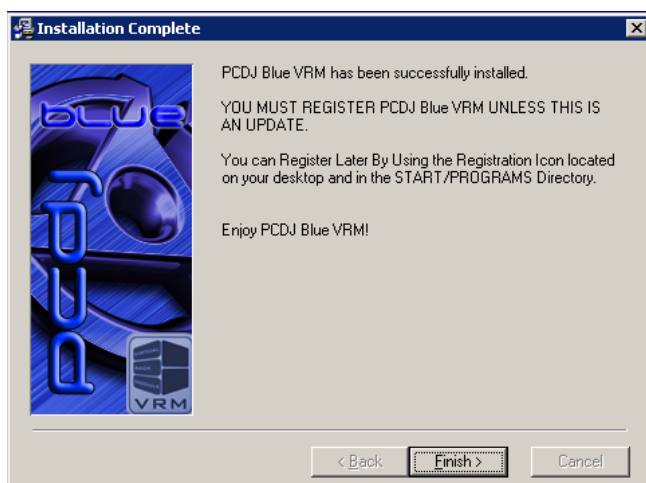 Installation Complete
PCDJ Blue VRM has been successfully installed.
YOU MUST REGISTER PCDJ Blue VRM UNLESS THIS IS
AN UPDATE.
You can Register Later By Using the Registration Icon located
on your desktop and in the START/PROGRAMS Directory.
Enjoy PCDJ Blue VRM!
blue
pcdj
VRM
< Back
Finish >
Cancel